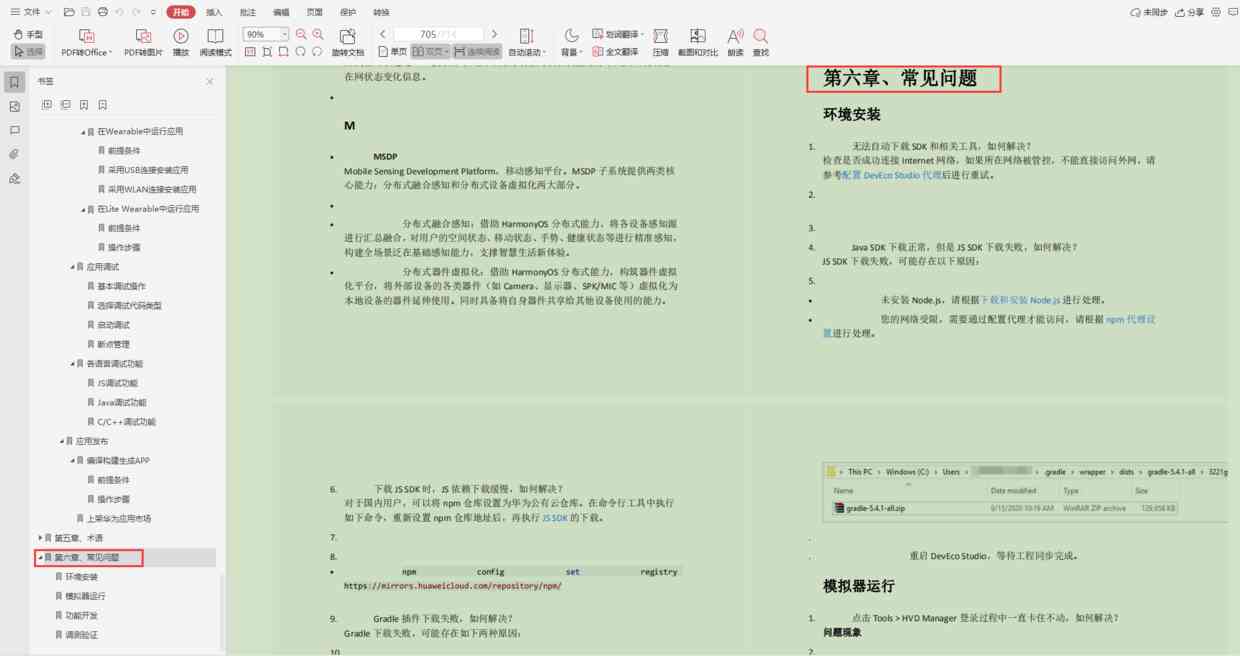 文件
开始
插入
批注
编辑
页面
保护
转换
未同步
分享
手型
选择
PDF转Office
PDF转图片
播放
阅读模式
90%
旋转文档
705/714
单页
双页
连续阅读
自动滚动
背景
划词翻译
全文翻译
压缩
截图和对比
朗读
查找
书签
在Wearable中运行应用
前提条件
采用USB连接安装应用
采用WLAN连接安装应用
在Lite Wearable中运行应用
前提条件
操作步骤
应用调试
基本调试操作
选择调试代码类型
启动调试
断点管理
各语言调试功能
JS调试功能
Java调试功能
C/C++调试功能
应用发布
编译构建生成APP
前提条件
操作步骤
上架华为应用市场
第五章、术语
第六章、常见问题
环境安装
模拟器运行
功能开发
调测验证
在网状态变化信息。
•
M
• MSDP
Mobile Sensing Development Platform，移动感知平台。MSDP 子系统提供两类核
心能力：分布式融合感知和分布式设备虚拟化两大部分。
•
• 分布式融合感知：借助 HarmonyOS 分布式能力，将各设备感知源
进行汇总融合，对用户的空间状态、移动状态、手势、健康状态等进行精准感知，
构建全场景泛在基础感知能力，支撑智慧生活新体验。
• 分布式器件虚拟化：借助 HarmonyOS 分布式能力，构筑器件虚拟
化平台，将外部设备的各类器件（如 Camera、显示器、SPK/MIC 等）虚拟化为
本地设备的器件延伸使用。同时具备将自身器件共享给其他设备使用的能力。
第六章、常见问题
环境安装
1. 无法自动下载 SDK 和相关工具，如何解决？
检查是否成功连接 Internet 网络，如果所在网络被管控，不能直接访问外网，请
参考配置 DevEco Studio 代理后进行重试。
2.
3.
4. Java SDK 下载正常，但是 JS SDK 下载失败，如何解决？
JS SDK 下载失败，可能存在以下原因：
5.
• 未安装 Node.js，请根据下载和安装 Node.js 进行处理。
• 您的网络受限，需要通过配置代理才能访问，请根据 npm 代理设
置进行处理。
6. 下载 JS SDK 时，JS 依赖下载缓慢，如何解决？
对于国内用户，可以将 npm 仓库设置为华为公有云仓库。在命令行工具中执行
如下命令，重新设置 npm 仓库地址后，再执行 JS SDK 的下载。
7.
8.
• npm config set registry
https://mirrors.huaweicloud.com/repository/npm/
9. Gradle 插件下载失败，如何解决？
Gradle 下载失败，可能存在如下两种原因：
10.
This PC › Windows (C:) › Users › .gradle › wrapper › dists › gradle-5.4.1-all › 3221g
Name Date modified Type Size
gradle-5.4.1-all.zip 9/15/2020 10:16 AM WinRAR ZIP archive
.
重启 DevEco Studio，等待工程同步完成。
模拟器运行
1. 点击 Tools > HVD Manager 登录过程中一直卡住不动，如何解决？
问题现象
2.